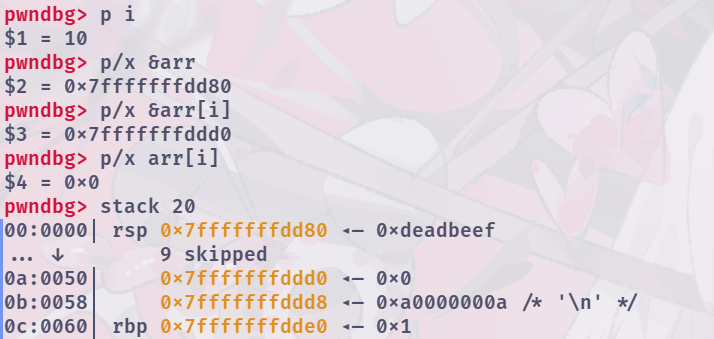 pwndbg> p i
$1 = 10
pwndbg> p/x &arr
$2 = 0x7fffffffdd80
pwndbg> p/x &arr[i]
$3 = 0x7fffffffddd0
pwndbg> p/x arr[i]
$4 = 0x0
pwndbg> stack 20
00:0000│ rsp 0x7fffffffdd80 ◂— 0xdeadbeef
... ↓ 9 skipped
0a:0050│ 0x7fffffffddd0 ◂— 0x0
0b:0058│ 0x7fffffffddd8 ◂— 0xa0000000a /* '\n' */
0c:0060│ rbp 0x7fffffffdde0 ◂— 0x1